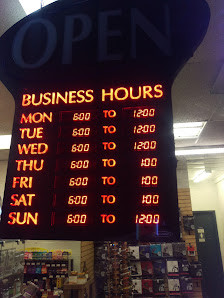 OPEN
BUSINESS HOURS
MON 6:00 TO 12:00
TUE 6:00 TO 12:00
WED 6:00 TO 12:00
THU 6:00 TO 1:00
FRI 6:00 TO 1:00
SAT 6:00 TO 1:00
SUN 6:00 TO 12:00